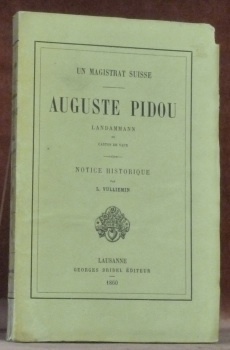 UN MAGISTRAT SUISSE
AUGUSTE PIDOU
LANDAMMANN
DU
CANTON DE VAUD
NOTICE HISTORIQUE
PAR
L. VULLIEMIN
LAUSANNE
GEORGES BRIDEL ÉDITEUR
1860